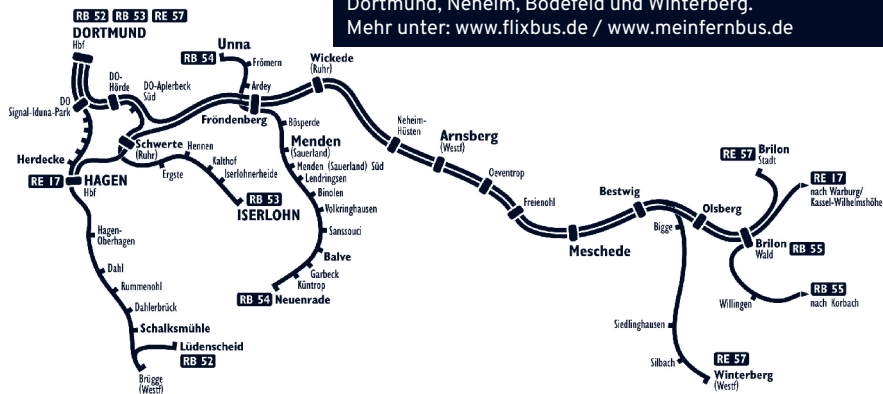 Dortmund, Neheim, Bödefeld und Winterberg.
Mehr unter: www.flixbus.de / www.meinfernbus.de
RB 52 RB 53 RE 57
DORTMUND
Hbf
DO
Signal-Iduna-Park
DO-
Hörde
DO-Aplerbeck
Süd
Unna
RB 54
Frömern
Ardey
Fröndenberg
Wickede
(Ruhr)
Herdecke
RE 17 HAGEN
Hbf
Schwerte
(Ruhr)
Ergste
Hennen
Kalthof
Iserlohnerheide
RB 53
ISERLOHN
Bösperde
Menden
(Sauerland)
Menden (Sauerland) Süd
Lendringsen
Binolen
Volkringhausen
Sanssouci
Balve
Garbeck
Küntrop
RB 54 Neuenrade
Hagen-
Oberhagen
Dahl
Rummenohl
Dahlerbrück
Schalksmühle
Lüdenscheid
RB 52
Brügge
(Westf)
Neheim-
Hüsten
Arnsberg
(Westf)
Oeventrop
Freienohl
Meschede
Bestwig
Bigge
Olsberg
RE 57 Brilon
Stadt
RE 17
nach Warburg/
Kassel-Wilhelmshöhe
Brilon
Wald
RB 55
Willingen
RB 55
nach Korbach
Siedlinghausen
Silbach
RE 57
Winterberg
(Westf)